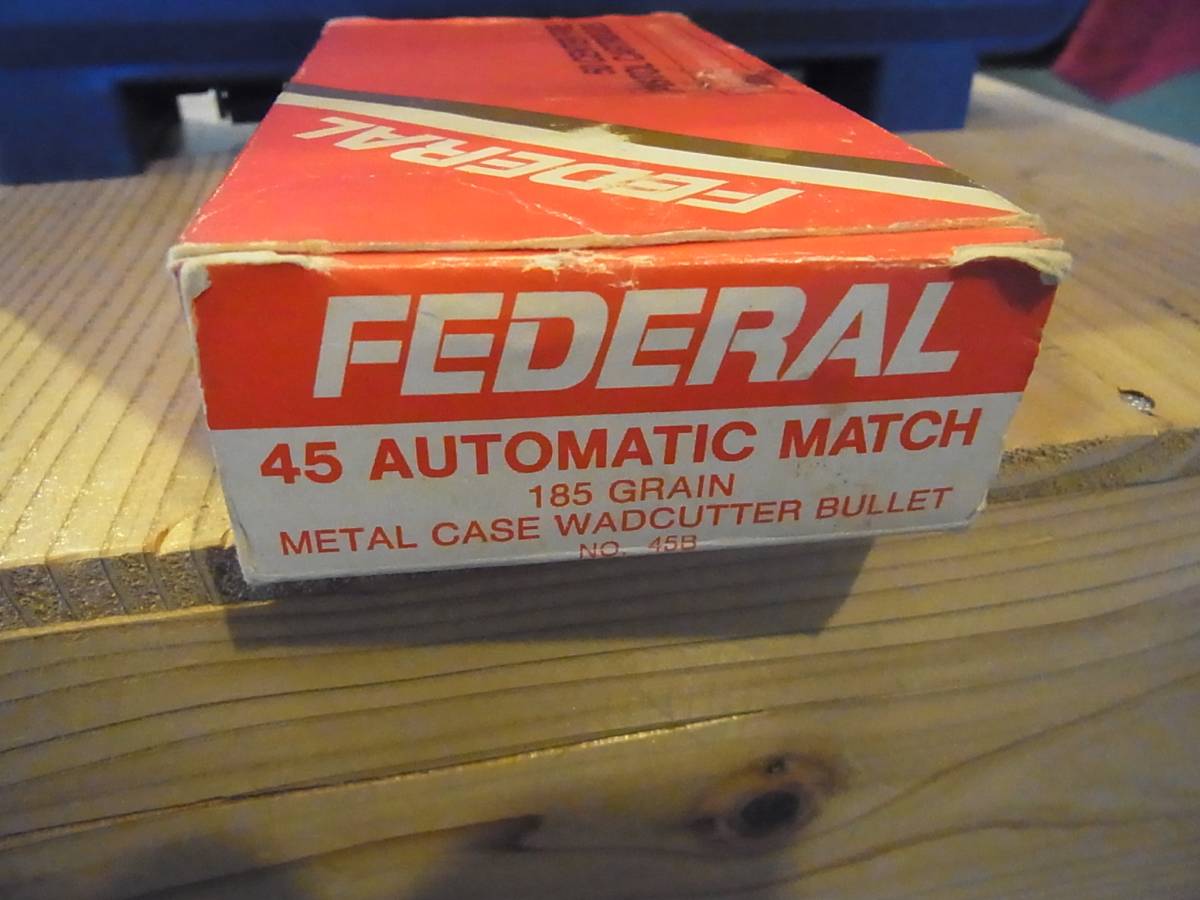 FEDERAL
FEDERAL
45 AUTOMATIC MATCH
185 GRAIN
METAL CASE WADCUTTER BULLET
NO. 45B